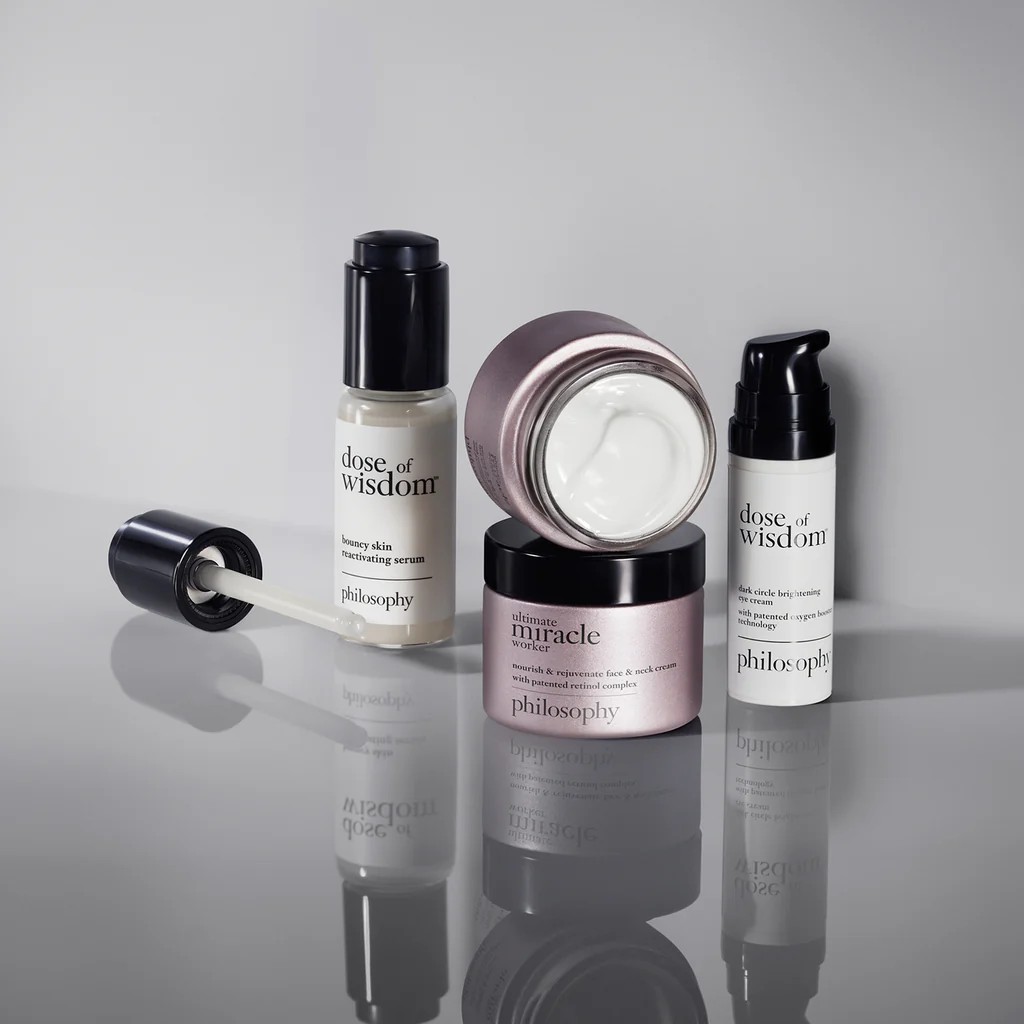 dose of
wisdom™
bouncy skin
reactivating serum
philosophy
ultimate
miracle
worker
nourish & rejuvenate face & neck cream
with patented retinol complex
philosophy
dose of
wisdom
dark circle brightening
eye cream
with patented oxygen booster
technology
philosophy